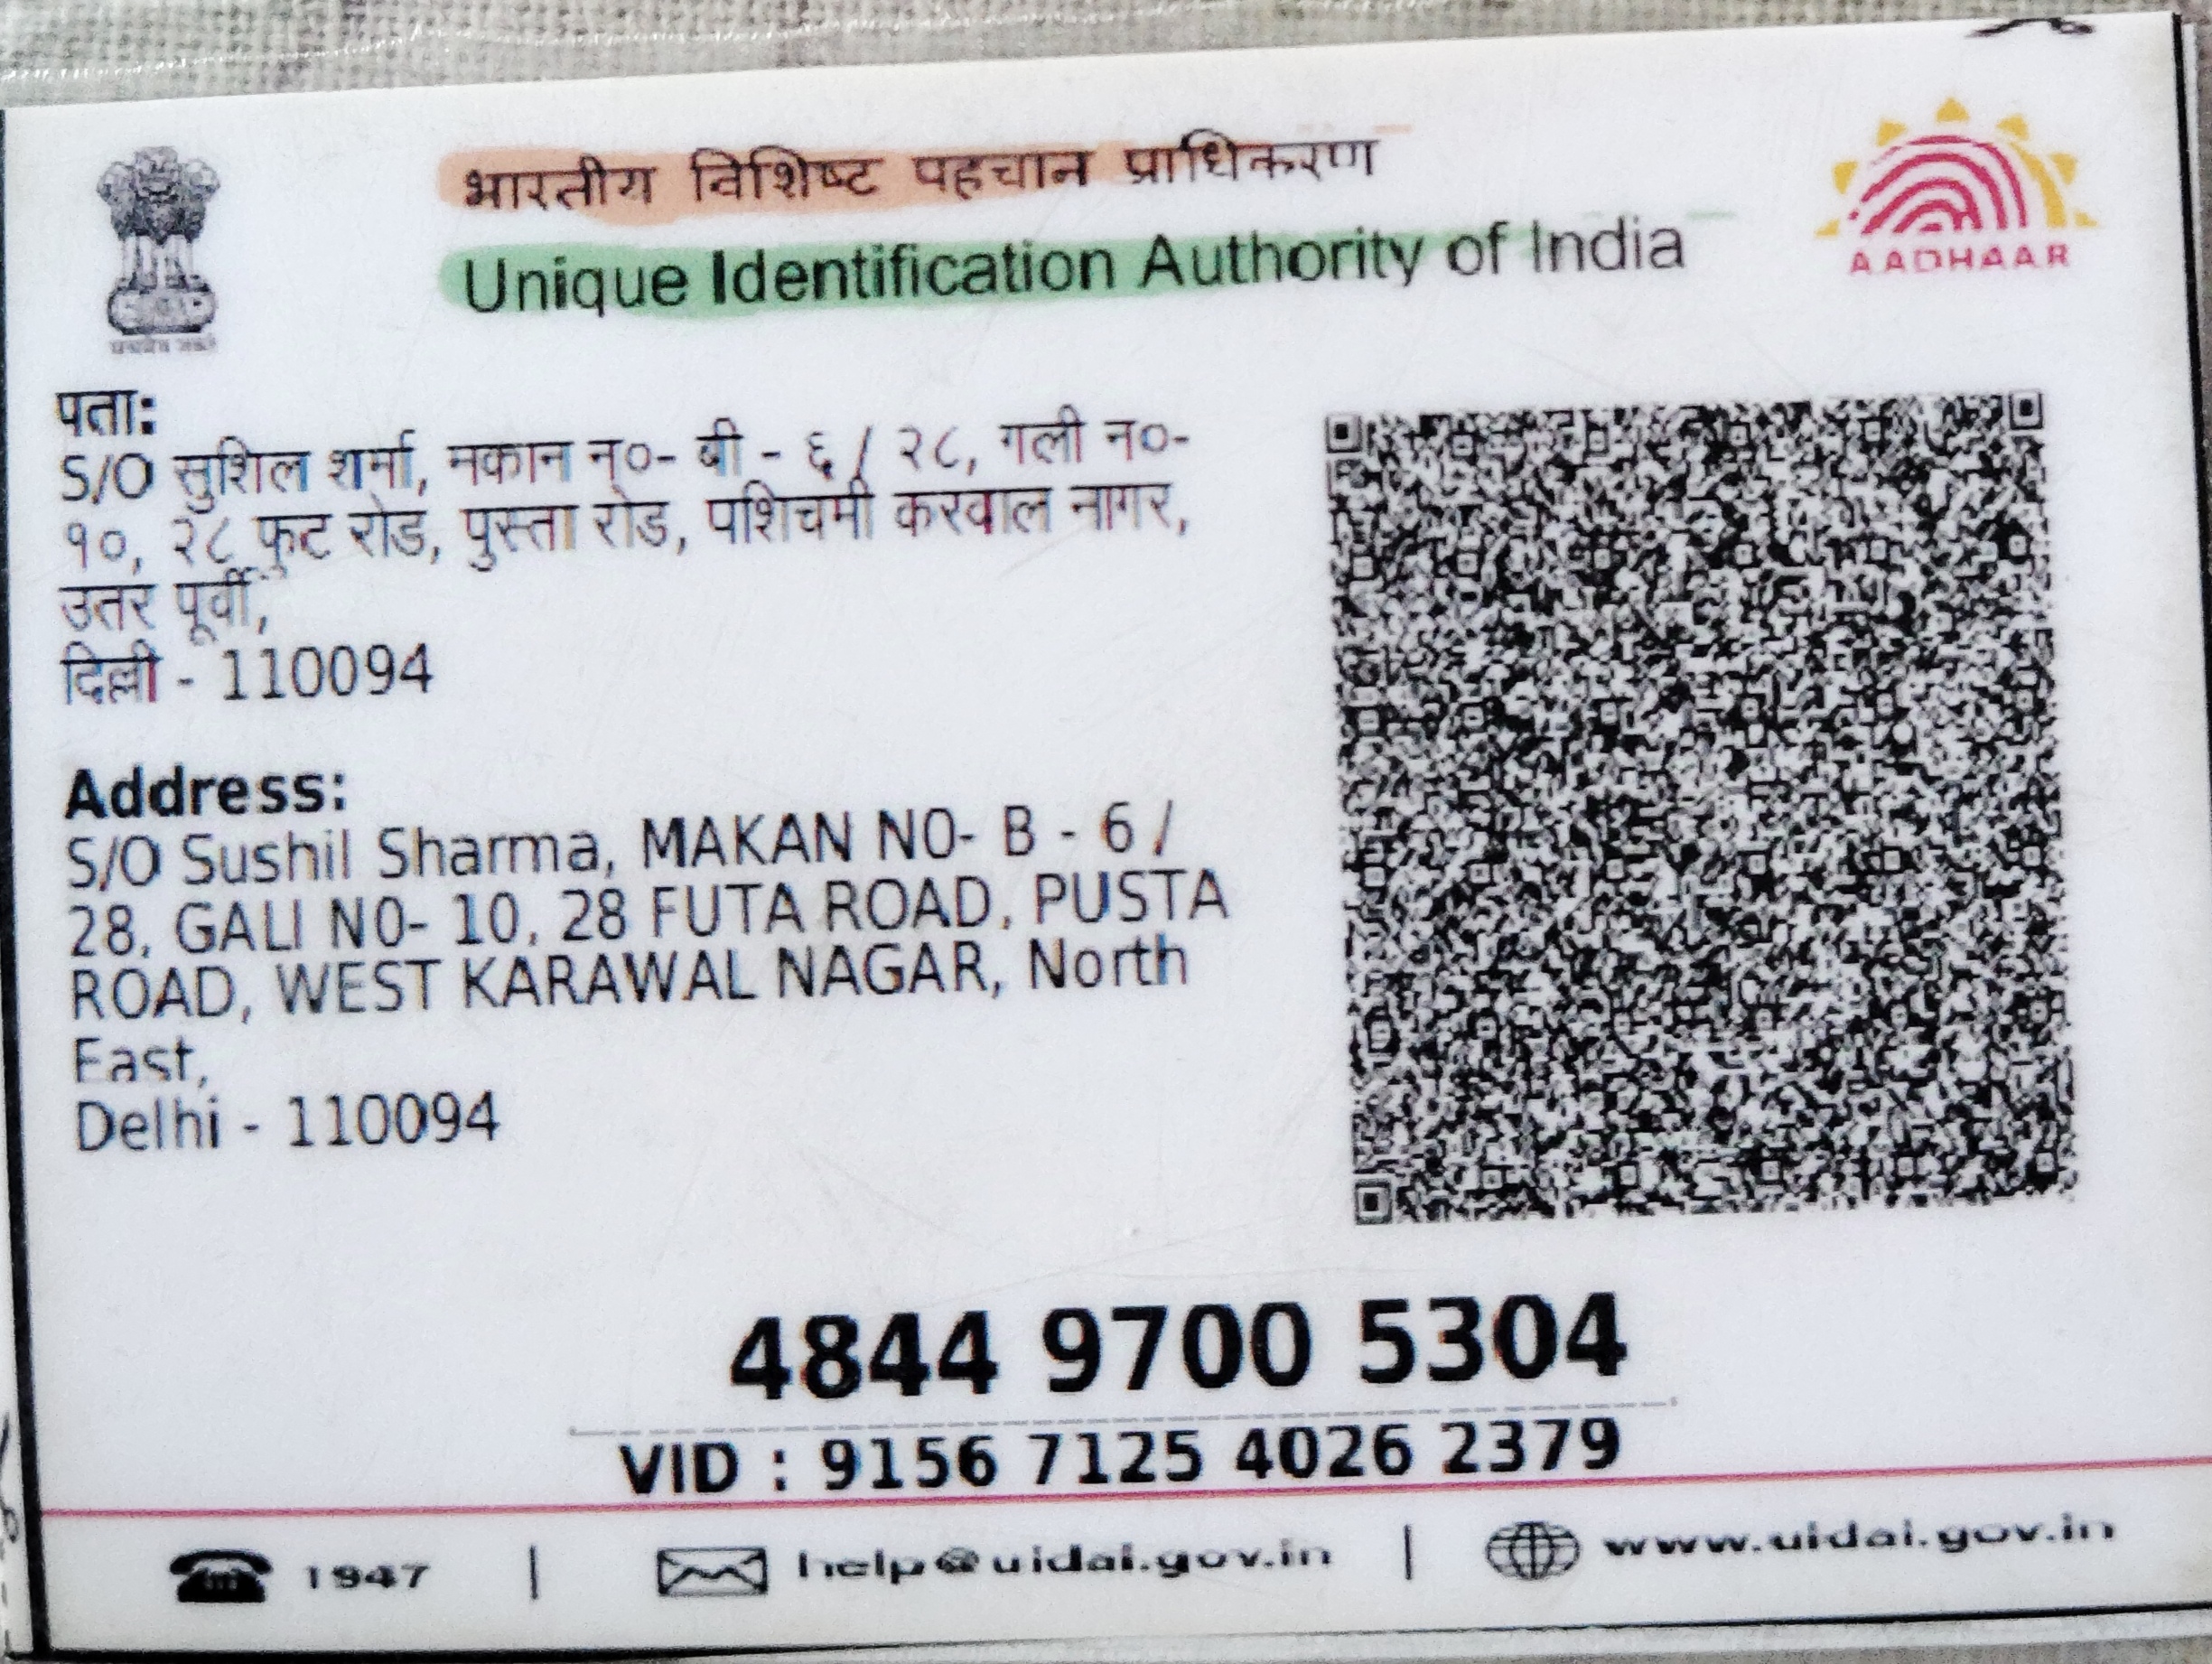 भारतीय विशिष्ट पहचान प्राधिकरण
Unique Identification Authority of India
AADHAAR
पता:
S/O सुशिल शर्मा, मकान न०- बी - ६ / २८, गली न०-
१०, २८ फुट रोड, पुस्ता रोड, पश्चिमी करवाल नागर,
उतर पूर्वी,
दिल्ली - 110094
Address:
S/O Sushil Sharma, MAKAN NO- B - 6 /
28, GALI NO- 10, 28 FUTA ROAD, PUSTA
ROAD, WEST KARAWAL NAGAR, North
East,
Delhi - 110094
4844 9700 5304
VID : 9156 7125 4026 2379
1947 | help@uidai.gov.in | www.uidai.gov.in